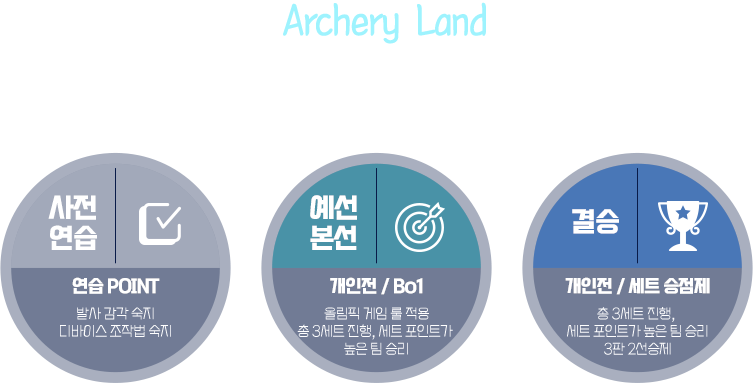 Archery Land
사전
연습
연습 POINT
발사 감각 숙지
디바이스 조작법 숙지
예선
본선
개인전 / Bo1
올림픽 게임 룰 적용
총 3세트 진행, 세트 포인트가
높은 팀 승리
결승
개인전 / 세트 승점제
총 3세트 진행,
세트 포인트가 높은 팀 승리
3판 2선승제